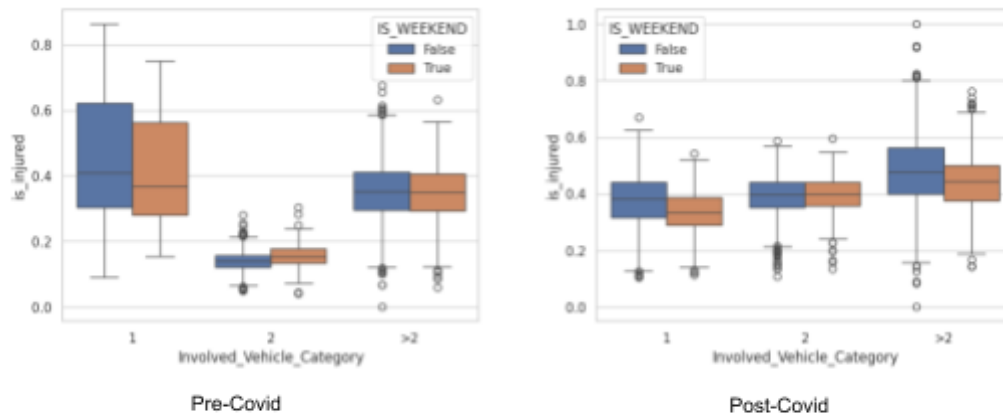 IS_WEEKEND
False
True
0.8
0.6
0.4
0.2
0.0
is_injured
1
2
>2
Involved_Vehicle_Category
Pre-Covid
IS_WEEKEND
False
True
1.0
0.8
0.6
0.4
0.2
0.0
is_injured
1
2
>2
Involved_Vehicle_Category
Post-Covid